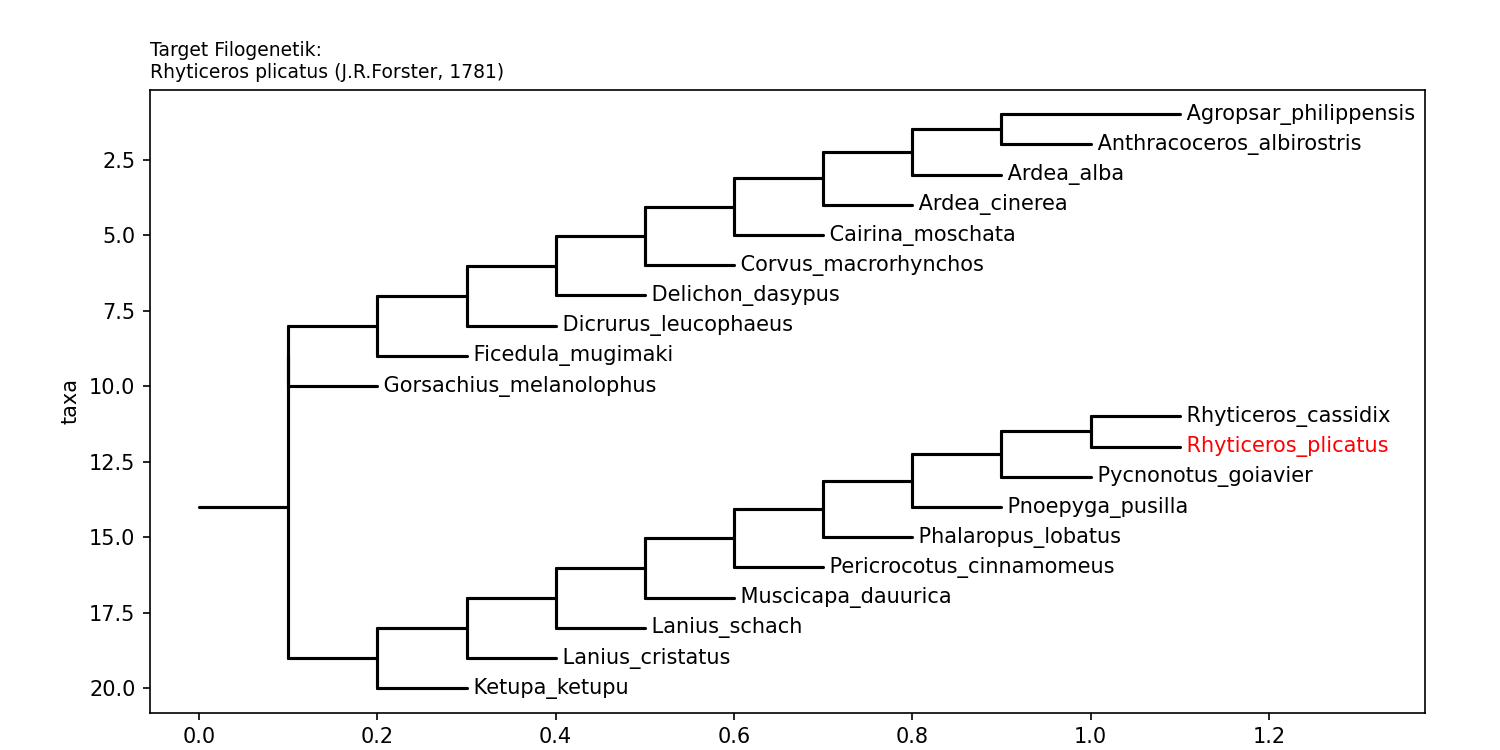 Target Filogenetik:
Rhyticeros plicatus (J.R.Forster, 1781)
Agropsar_philippensis
Anthracoceros_albirostris
2.5
Ardea_alba
Ardea_cinerea
5.0
Cairina_moschata
Corvus_macrorhynchos
Delichon_dasypus
7.5
Dicrurus_leucophaeus
Ficedula_mugimaki
10.0
Gorsachius_melanolophus
taxa
Rhyticeros_cassidix
Rhyticeros_plicatus
12.5
Pycnonotus_goiavier
Pnoepyga_pusilla
15.0
Phalaropus_lobatus
Pericrocotus_cinnamomeus
Muscicapa_dauurica
17.5
Lanius_schach
Lanius_cristatus
20.0
Ketupa_ketupu
0.0 0.2 0.4 0.6 0.8 1.0 1.2